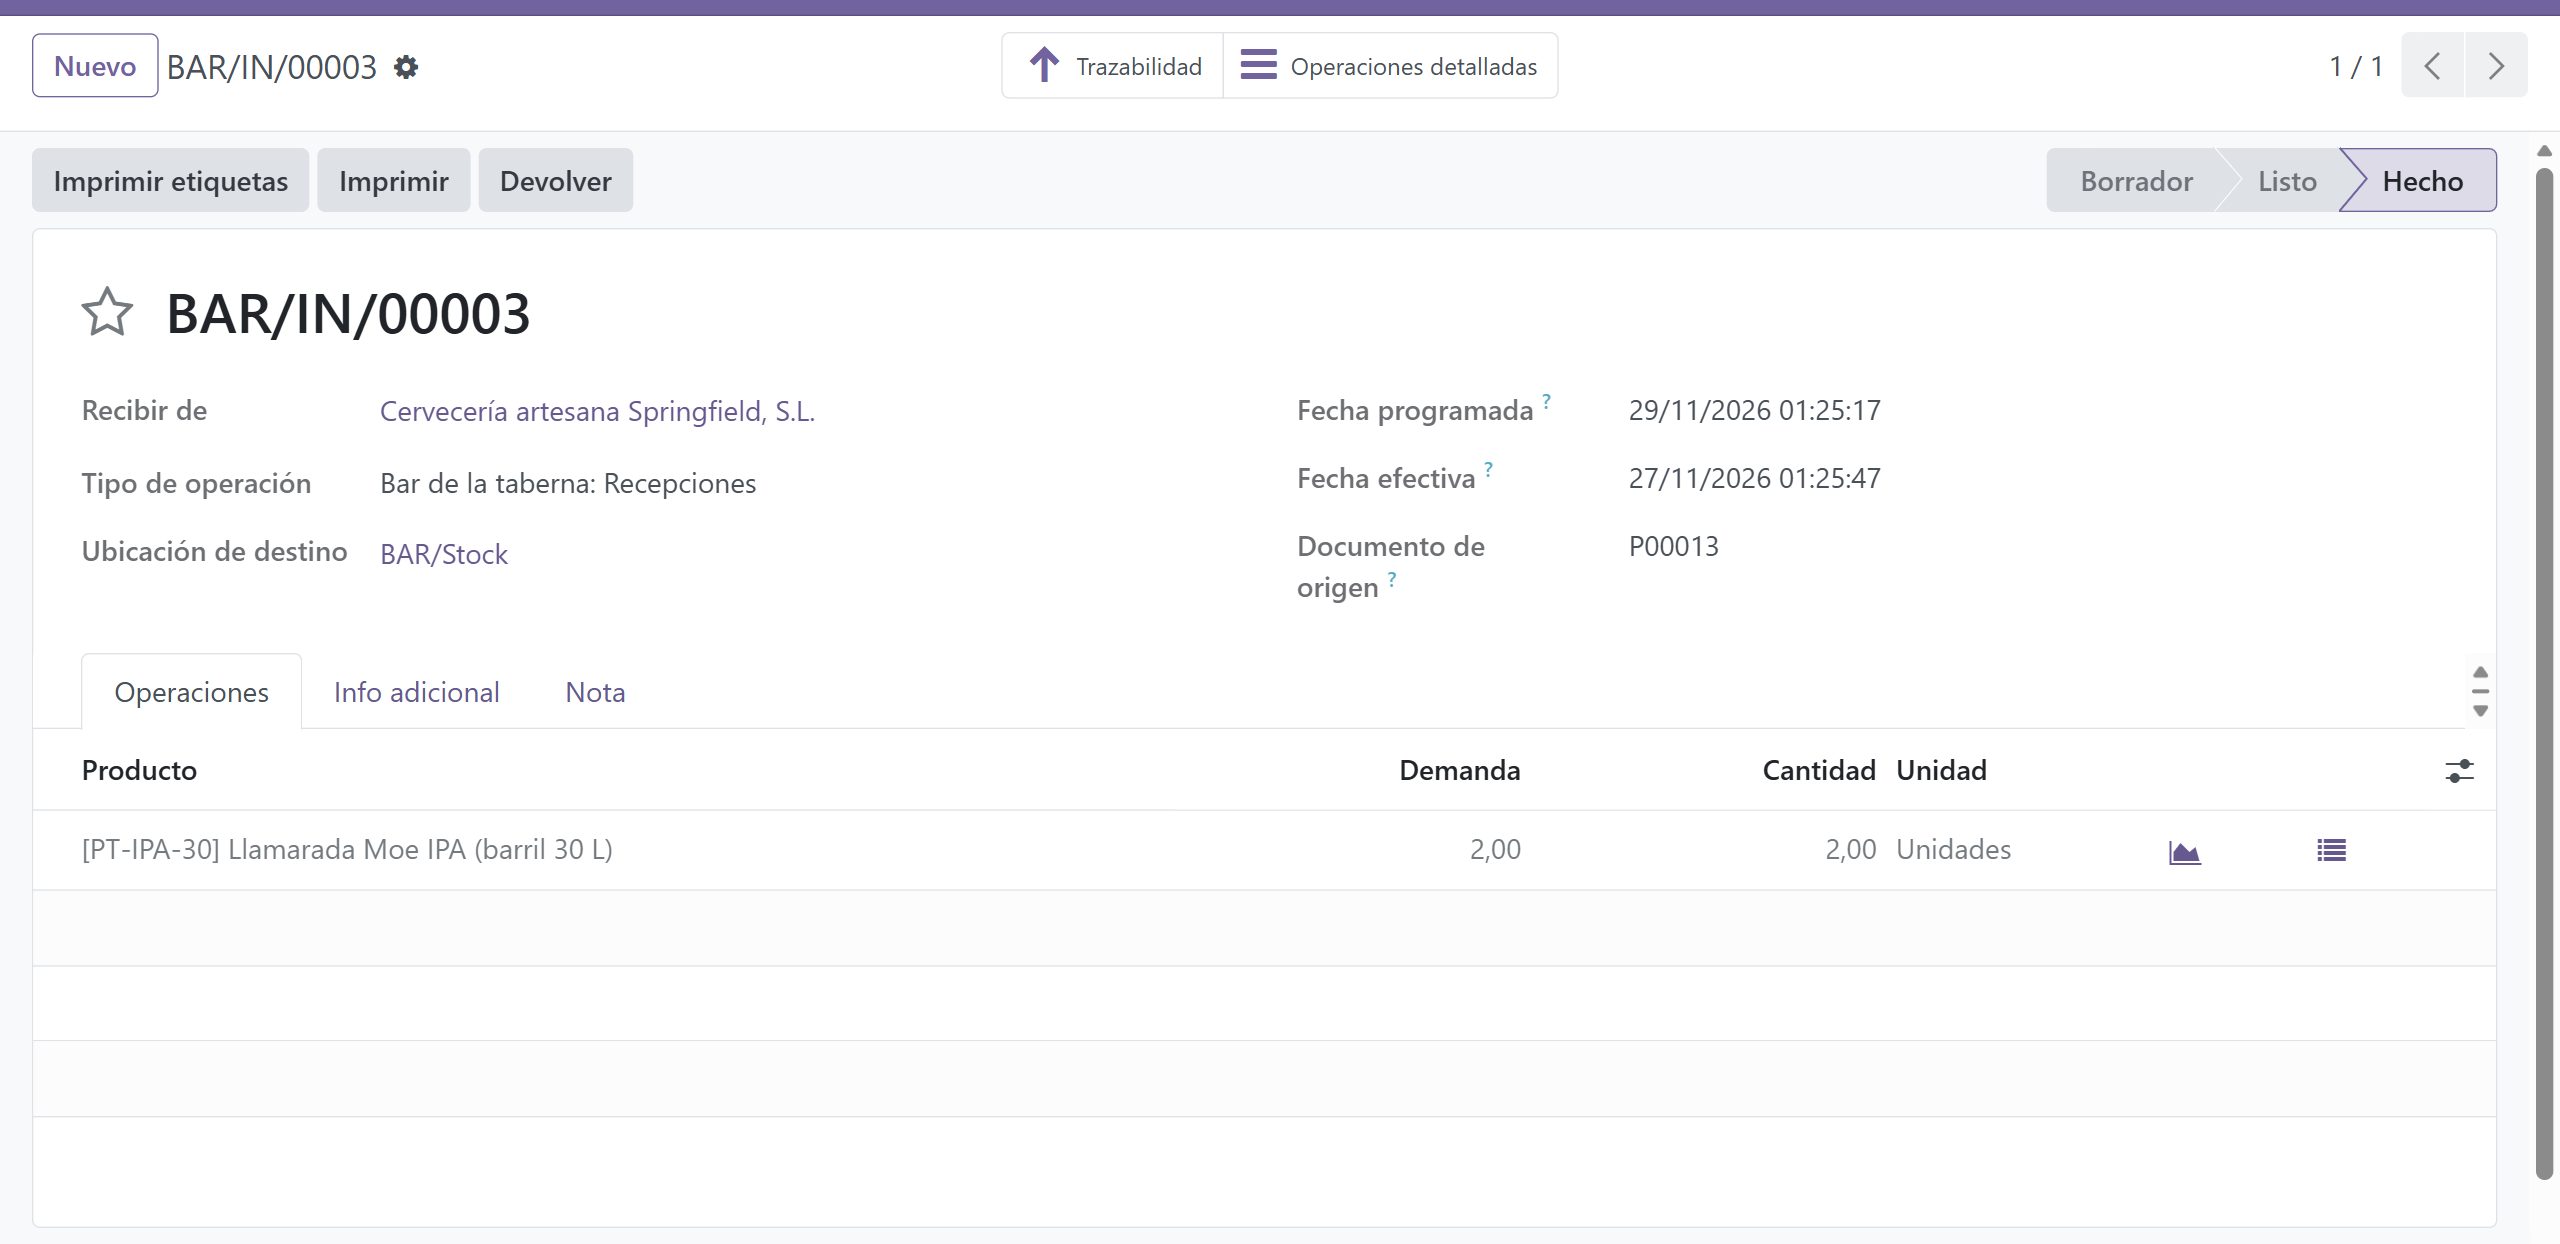 Nuevo BAR/IN/00003 Trazabilidad Operaciones detalladas 1 / 1
Imprimir etiquetas Imprimir Devolver Borrador Listo Hecho
BAR/IN/00003
Recibir de Cervecería artesana Springfield, S.L. Fecha programada ? 29/11/2026 01:25:17
Tipo de operación Bar de la taberna: Recepciones Fecha efectiva ? 27/11/2026 01:25:47
Ubicación de destino BAR/Stock Documento de origen ? P00013
Operaciones Info adicional Nota
Producto Demanda Cantidad Unidad
[PT-IPA-30] Llamarada Moe IPA (barril 30 L) 2,00 2,00 Unidades